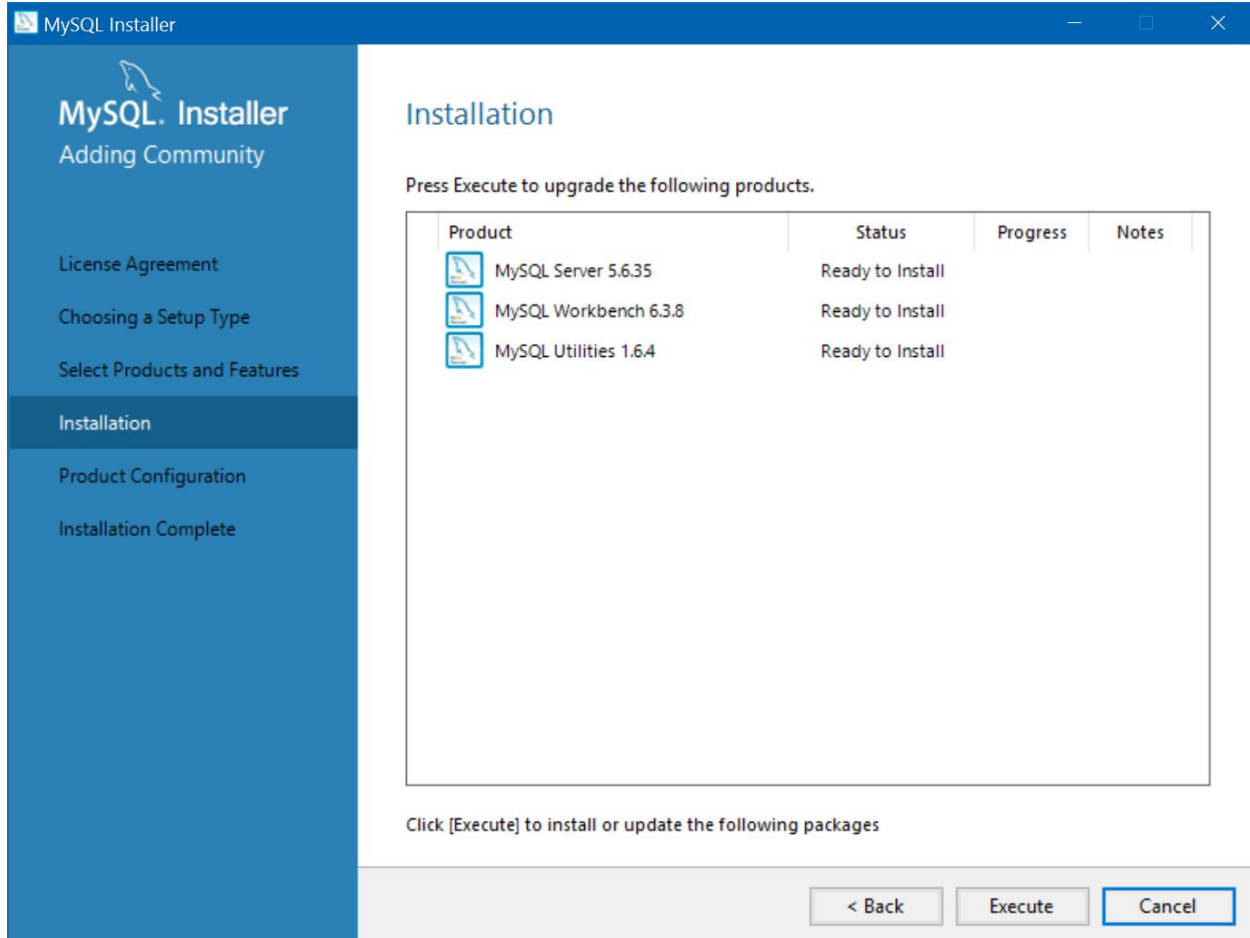 MySQL Installer
MySQL. Installer
Adding Community
License Agreement
Choosing a Setup Type
Select Products and Features
Installation
Product Configuration
Installation Complete
Installation
Press Execute to upgrade the following products.
Product Status Progress Notes
MySQL Server 5.6.35 Ready to Install
MySQL Workbench 6.3.8 Ready to Install
MySQL Utilities 1.6.4 Ready to Install
Click [Execute] to install or update the following packages
< Back Execute Cancel